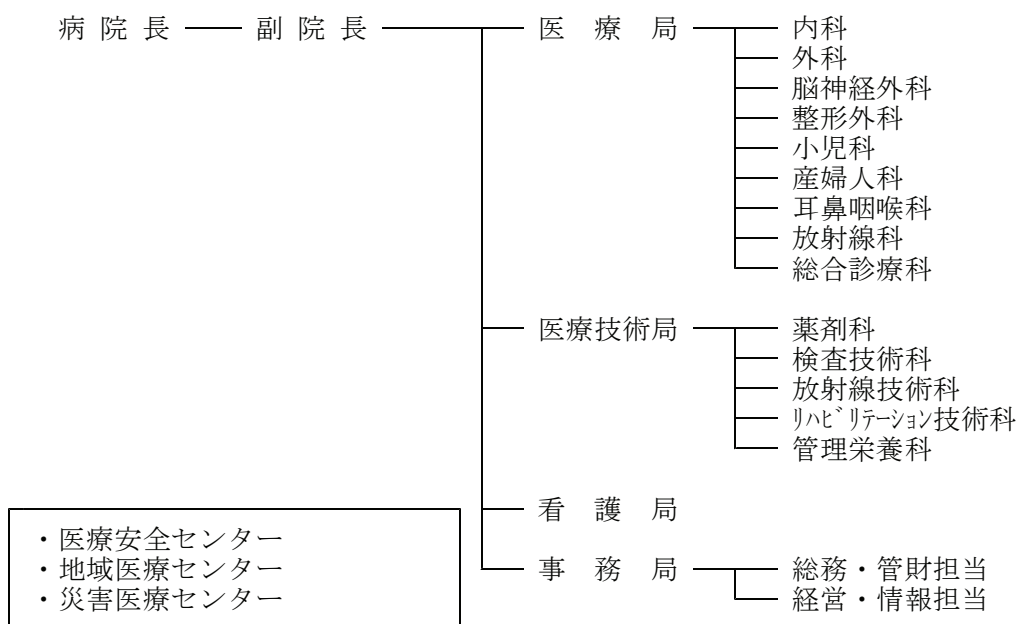 病院長 副院長 医療局 内科
外科
脳神経外科
整形外科
小児科
産婦人科
耳鼻咽喉科
放射線科
総合診療科
医療技術局 薬剤科
検査技術科
放射線技術科
ﾘﾊﾋﾞﾘﾃｰｼｮﾝ技術科
管理栄養科
看護局
事務局 総務・管財担当
経営・情報担当
・医療安全センター
・地域医療センター
・災害医療センター